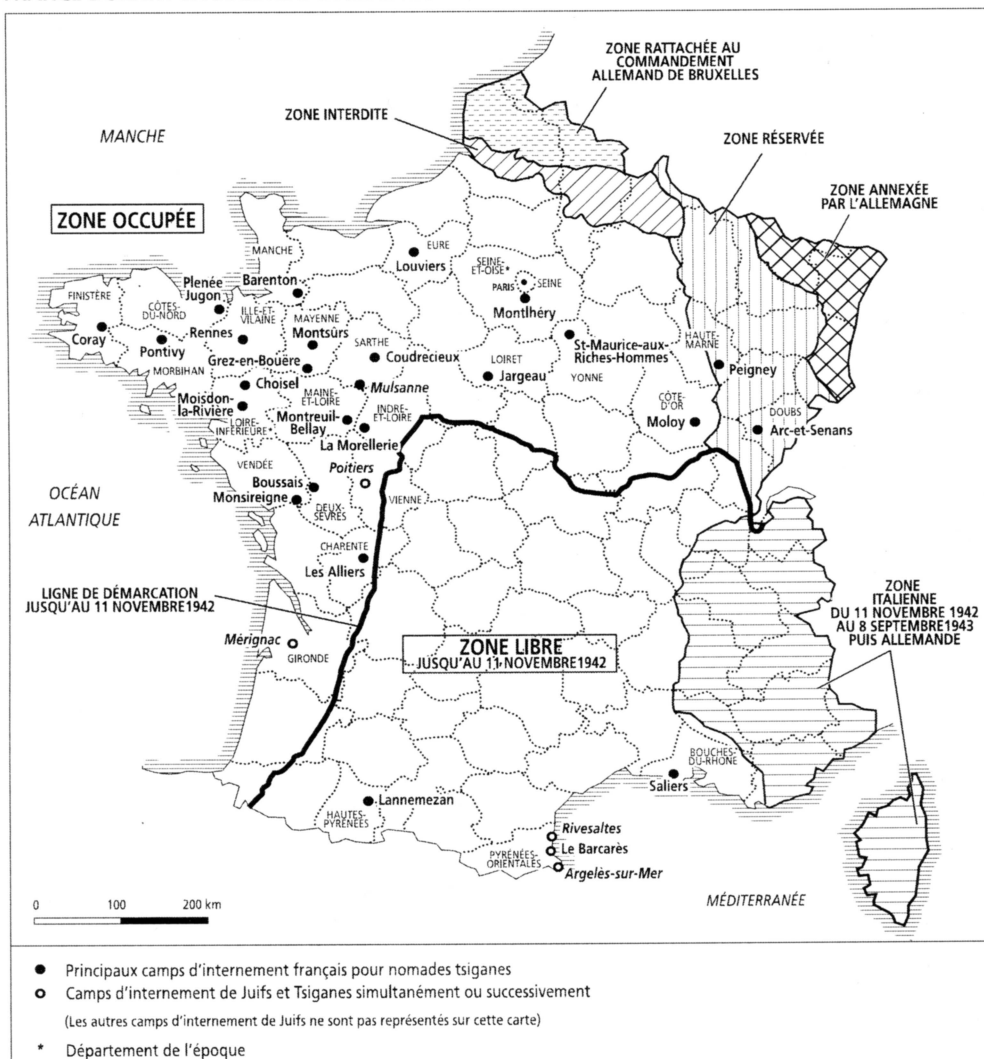 ZONE RATTACHÉE AU
COMMANDEMENT
ALLEMAND DE BRUXELLES
ZONE INTERDITE
MANCHE
ZONE RÉSERVÉE
ZONE ANNEXÉE
PAR L'ALLEMAGNE
ZONE OCCUPÉE
MANCHE
EURE
Louviers
SEINE-
ET-OISE*
PARIS
SEINE
Montlhéry
Plenée
Jugon
Barenton
FINISTÈRE
CÔTES-
DU-NORD
ILLE-ET-
VILAINE
MAYENNE
Montsûrs
SARTHE
Coray
Pontivy
Rennes
MORBIHAN
Grez-en-Bouère
Coudrecieux
LOIRET
Jargeau
St-Maurice-aux-
Riches-Hommes
YONNE
HAUTE-
MARNE
Peigney
Choisel
MAINE-
ET-LOIRE
Mulsanne
Moisdon-
la-Rivière
LOIRE-
INFÉRIEURE*
Montreuil-
Bellay
INDRE-
ET-LOIRE
La Morellerie
CÔTE-
D'OR
Moloy
DOUBS
Arc-et-Senans
VENDÉE
Poitiers
Boussais
Monsireigne
DEUX-
SÈVRES
VIENNE
OCÉAN
ATLANTIQUE
CHARENTE
Les Alliers
LIGNE DE DÉMARCATION
JUSQU'AU 11 NOVEMBRE1942
Mérignac
GIRONDE
ZONE LIBRE
JUSQU'AU 11 NOVEMBRE1942
ZONE
ITALIENNE
DU 11 NOVEMBRE 1942
AU 8 SEPTEMBRE1943
PUIS ALLEMANDE
BOUCHES-
DU-RHÔNE
Saliers
Lannemezan
HAUTES-
PYRÉNÉES
Rivesaltes
Le Barcarès
PYRÉNÉES-
ORIENTALES
Argelès-sur-Mer
MÉDITERRANÉE
0 100 200 km
Principaux camps d'internement français pour nomades tsiganes
Camps d'internement de Juifs et Tsiganes simultanément ou successivement
(Les autres camps d'internement de Juifs ne sont pas représentés sur cette carte)
* Département de l'époque